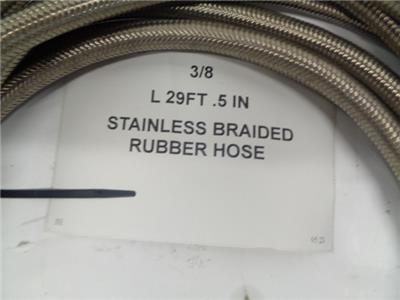 3/8
L 29FT .5 IN
STAINLESS BRAIDED
RUBBER HOSE